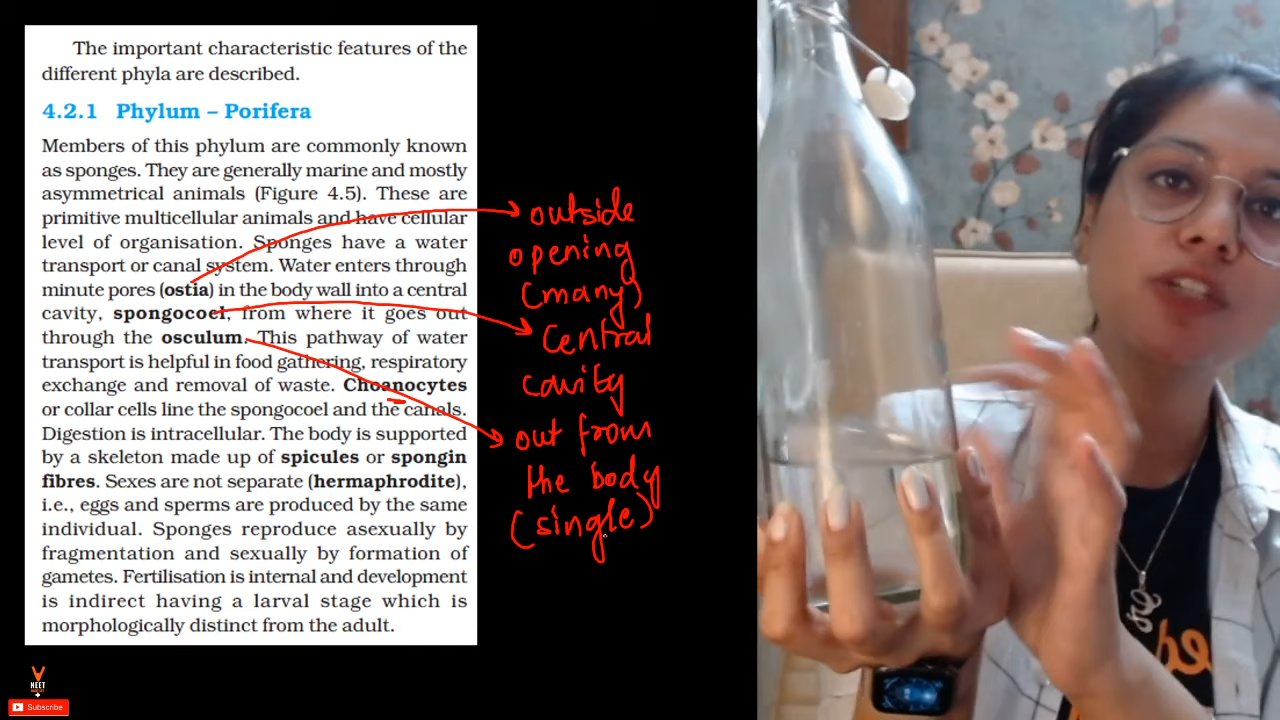 The important characteristic features of the
different phyla are described.
4.2.1 Phylum – Porifera
Members of this phylum are commonly known
as sponges. They are generally marine and mostly
asymmetrical animals (Figure 4.5). These are
primitive multicellular animals and have cellular
level of organisation. Sponges have a water
transport or canal system. Water enters through
minute pores (ostia) in the body wall into a central
cavity, spongocoel, from where it goes out
through the osculum. This pathway of water
transport is helpful in food gathering, respiratory
exchange and removal of waste. Choanocytes
or collar cells line the spongocoel and the canals.
Digestion is intracellular. The body is supported
by a skeleton made up of spicules or spongin
fibres. Sexes are not separate (hermaphrodite),
i.e., eggs and sperms are produced by the same
individual. Sponges reproduce asexually by
fragmentation and sexually by formation of
gametes. Fertilisation is internal and development
is indirect having a larval stage which is
morphologically distinct from the adult.
outside
opening
(many)
Central
cavity
out from
the body
(single)
NEET
Subscribe